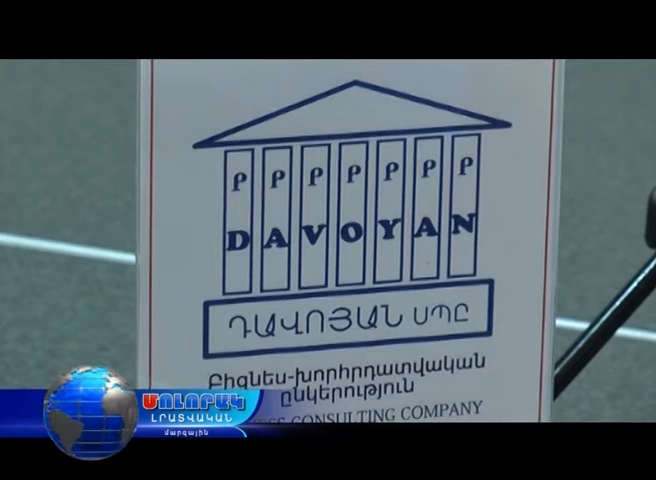 Թ Թ Թ Թ Թ Թ Թ
DAVOYAN
ԴԱՎՈՅԱՆ ՍՊԸ
Բիզնես-խորհրդատվական
ընկերություն
CONSULTING COMPANY
ՄՈԼՈՐԱԿ
ԼՐԱՏՎԱԿԱՆ
մարզային